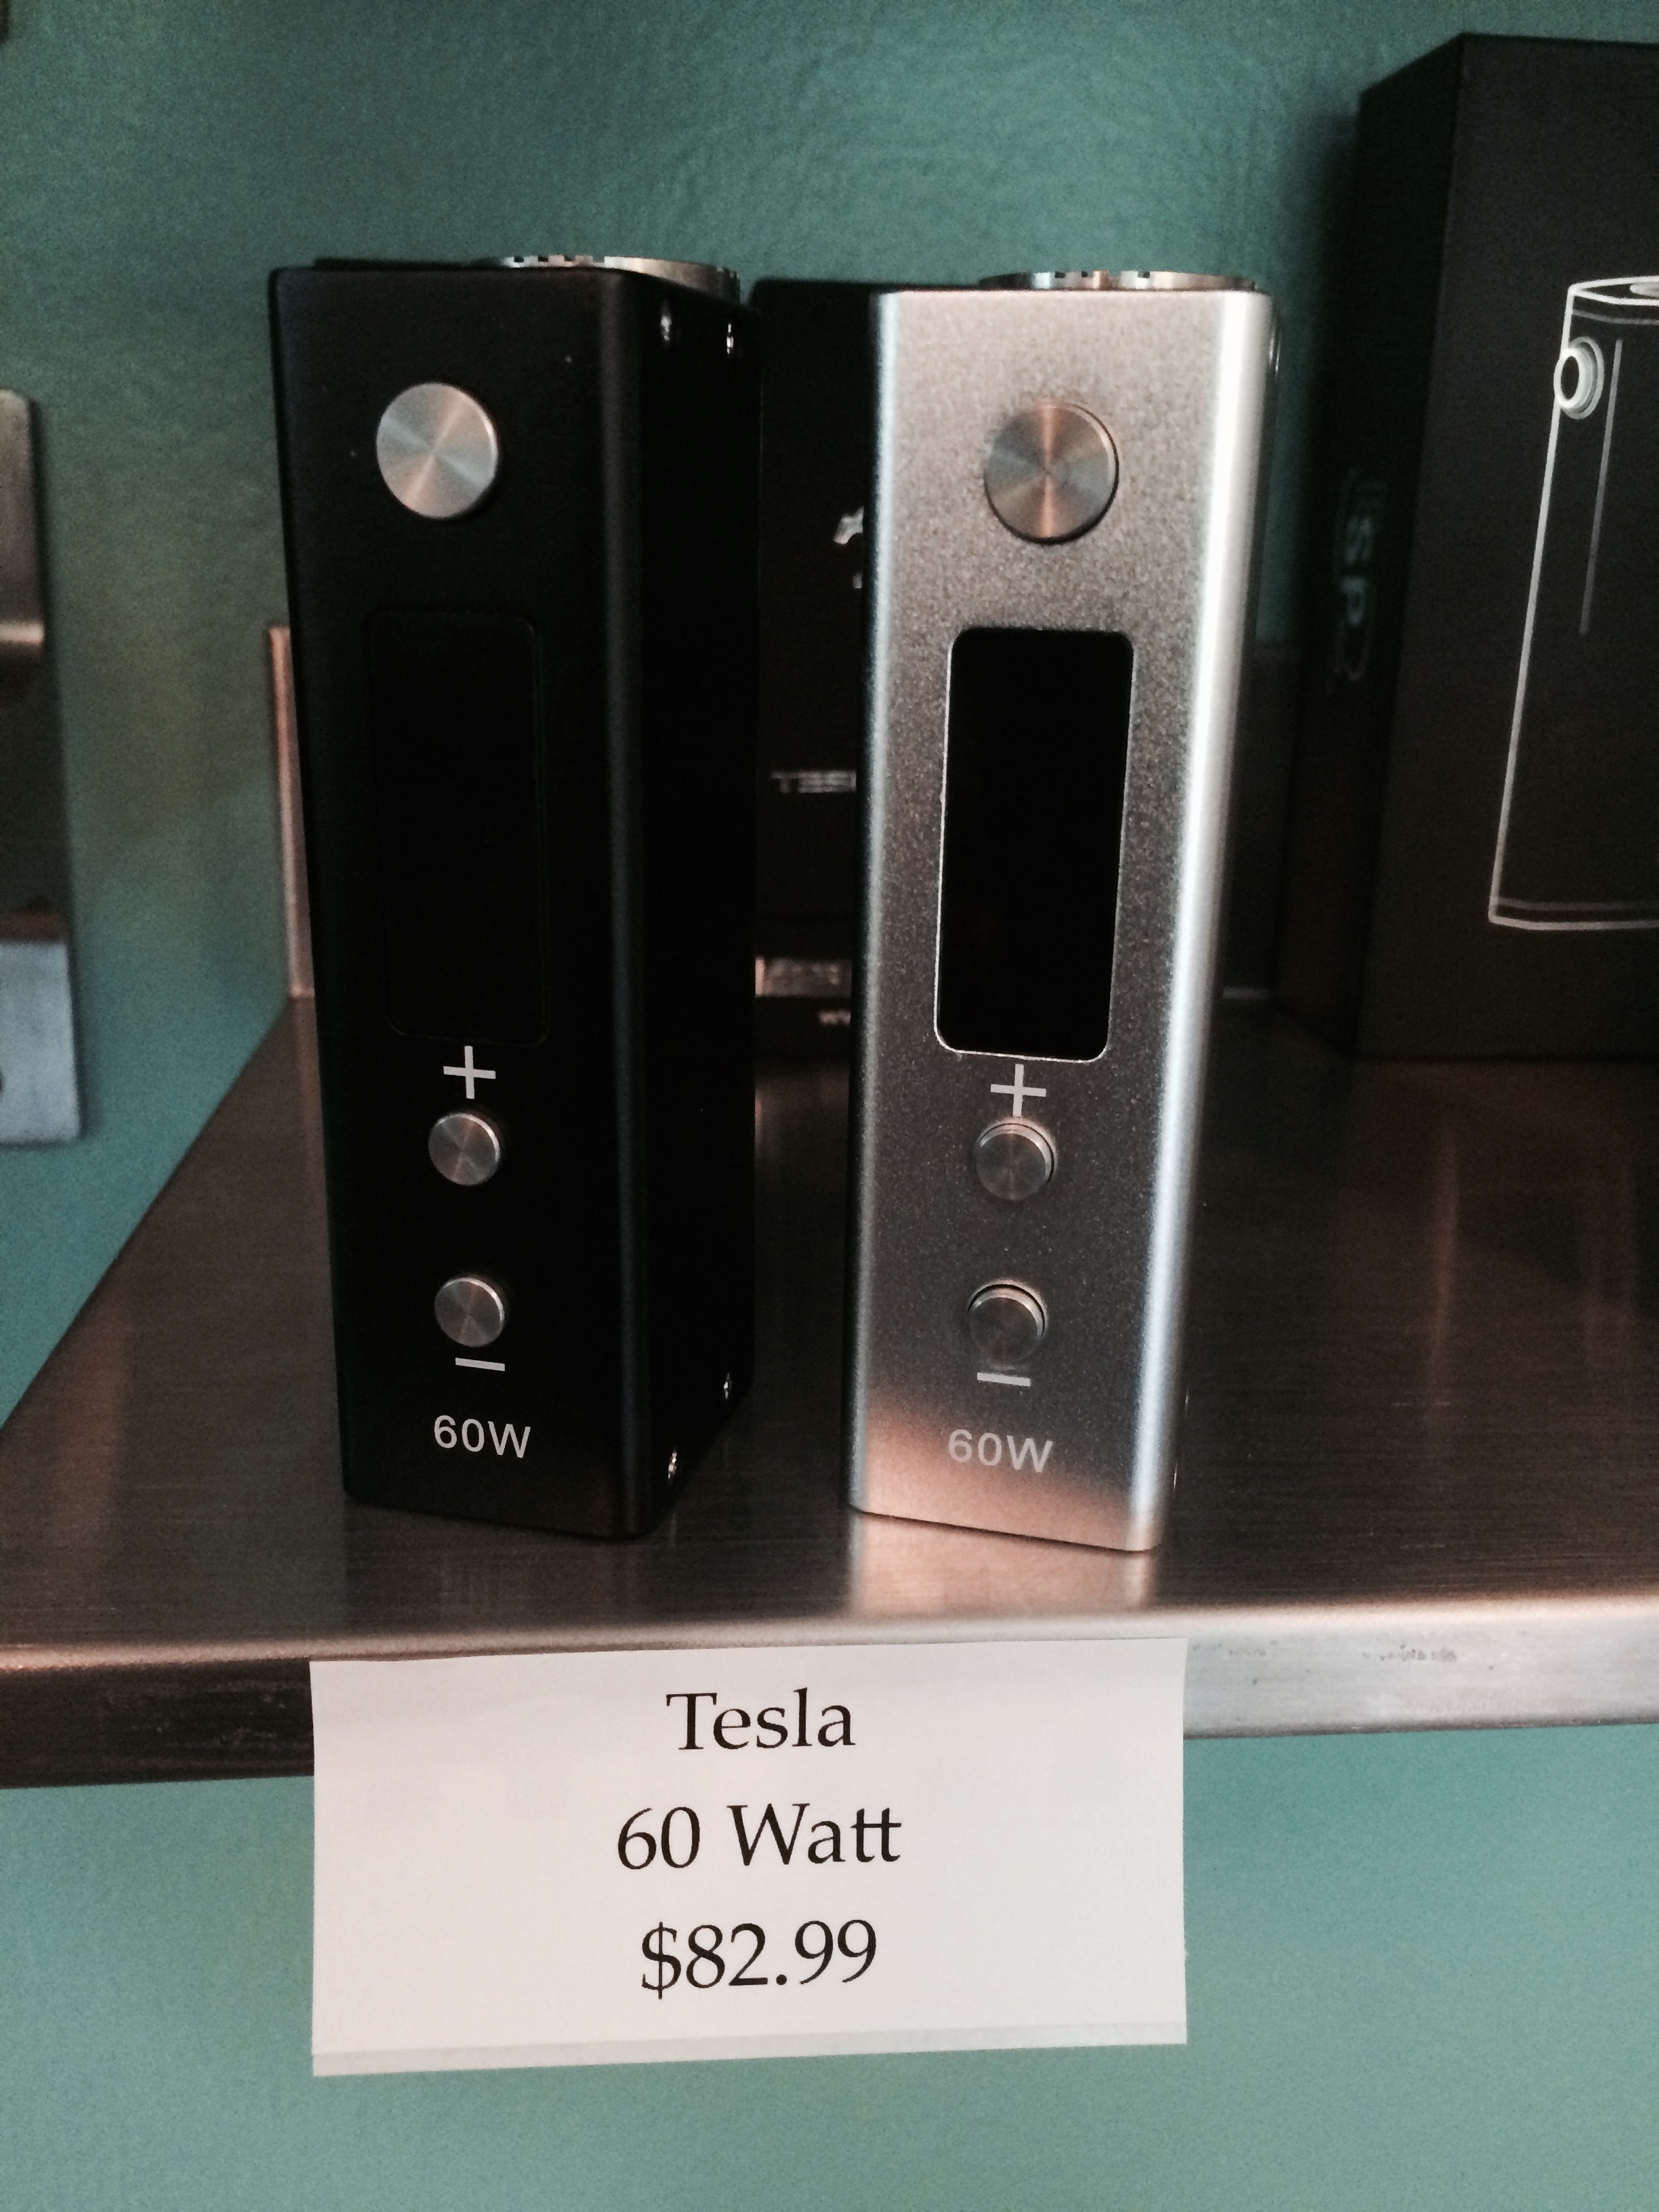 +
+
–
–
60W
60W
Tesla
60 Watt
$82.99